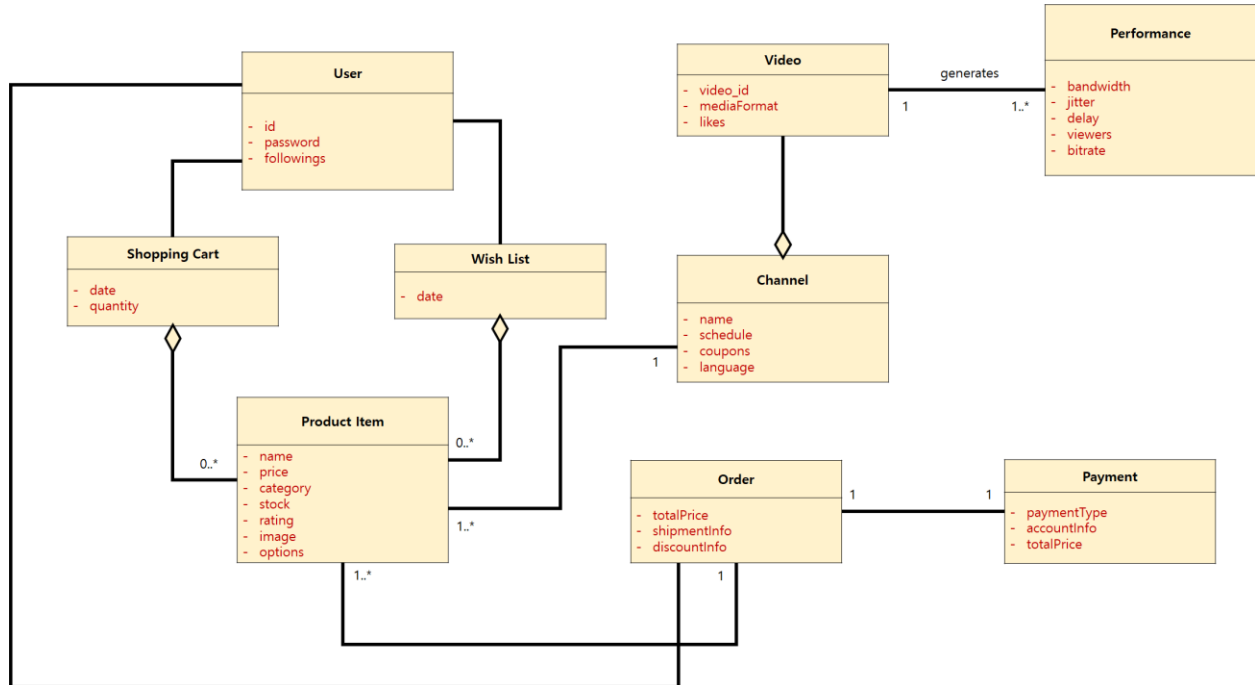 User
- id
- password
- followings
Video
- video_id
- mediaFormat
- likes
generates
1
1..*
Performance
- bandwidth
- jitter
- delay
- viewers
- bitrate
Shopping Cart
- date
- quantity
Wish List
- date
Channel
- name
- schedule
- coupons
- language
1
0..*
0..*
1..*
Product Item
- name
- price
- category
- stock
- rating
- image
- options
1..*
Order
- totalPrice
- shipmentInfo
- discountInfo
1
1
1
Payment
- paymentType
- accountInfo
- totalPrice